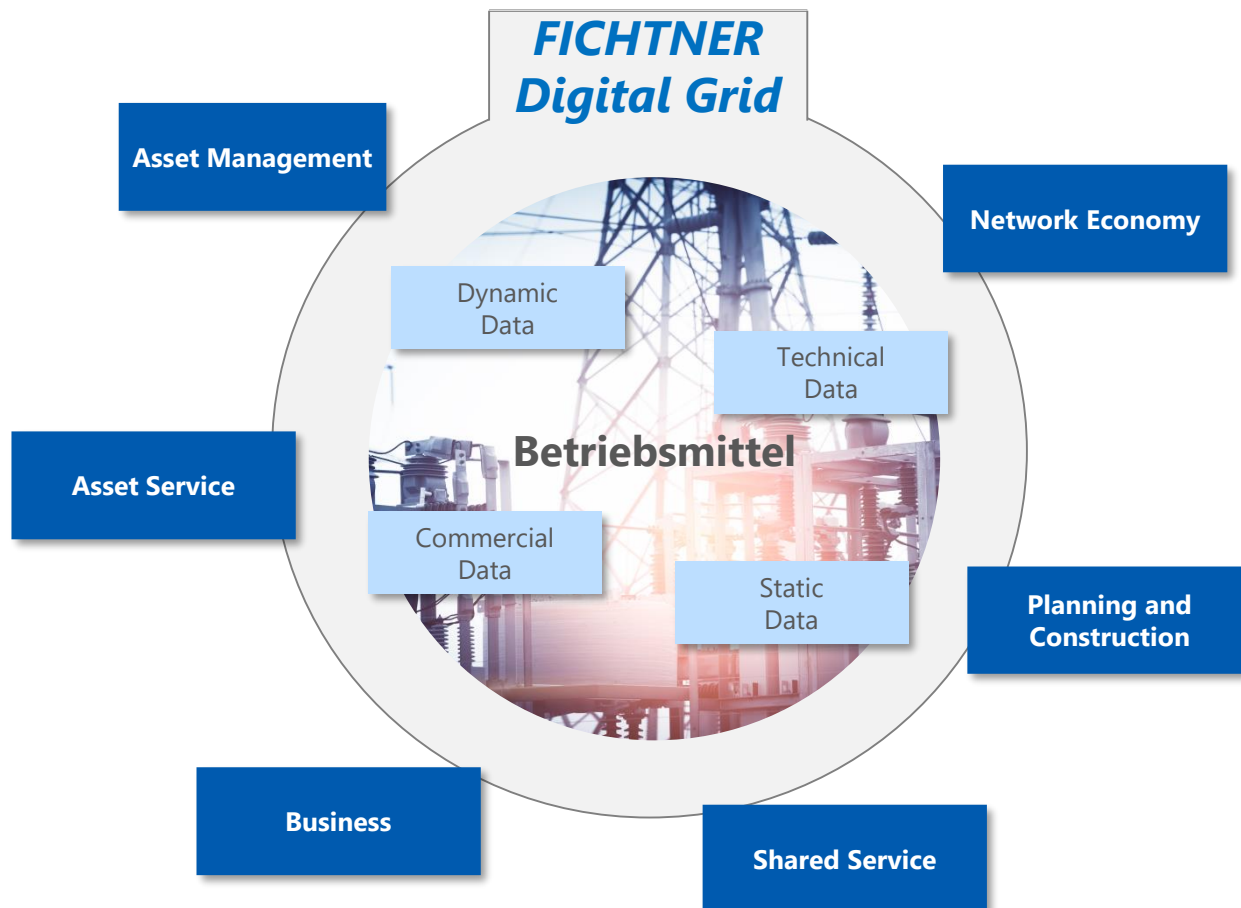 FICHTNER
Digital Grid
Asset Management
Network Economy
Dynamic
Data
Technical
Data
Betriebsmittel
Asset Service
Commercial
Data
Static
Data
Planning and
Construction
Business
Shared Service